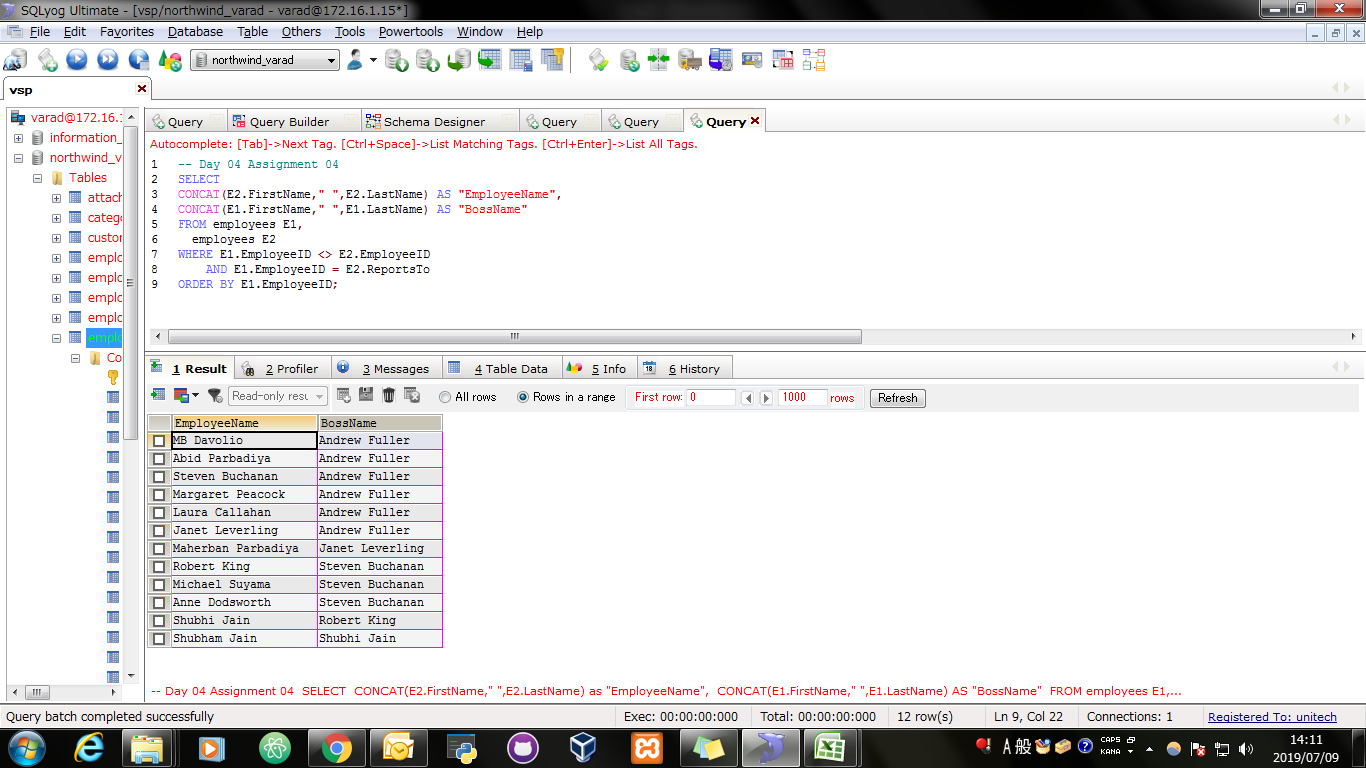 SQLyog Ultimate - [vsp/northwind_varad - varad@172.16.1.15*]
File Edit Favorites Database Table Others Tools Powertools Window Help
northwind_varad
vsp
varad@172.16.1
information_
northwind_v
Tables
attach
catego
custon
emplo
emplo
emplo
emplo
emplo
Co
Query Query Builder Schema Designer Query Query Query
Autocomplete: [Tab]->Next Tag. [Ctrl+Space]->List Matching Tags. [Ctrl+Enter]->List All Tags.
1 -- Day 04 Assignment 04
2 SELECT
3 CONCAT(E2.FirstName," ",E2.LastName) AS "EmployeeName",
4 CONCAT(E1.FirstName," ",E1.LastName) AS "BossName"
5 FROM employees E1,
6 employees E2
7 WHERE E1.EmployeeID <> E2.EmployeeID
8 AND E1.EmployeeID = E2.ReportsTo
9 ORDER BY E1.EmployeeID;
1 Result 2 Profiler 3 Messages 4 Table Data 5 Info 6 History
Read-only resu All rows Rows in a range First row: 0 1000 rows Refresh
EmployeeName BossName
MB Davolio Andrew Fuller
Abid Parbadiya Andrew Fuller
Steven Buchanan Andrew Fuller
Margaret Peacock Andrew Fuller
Laura Callahan Andrew Fuller
Janet Leverling Andrew Fuller
Maherban Parbadiya Janet Leverling
Robert King Steven Buchanan
Michael Suyama Steven Buchanan
Anne Dodsworth Steven Buchanan
Shubhi Jain Robert King
Shubham Jain Shubhi Jain
-- Day 04 Assignment 04 SELECT CONCAT(E2.FirstName," ",E2.LastName) as "EmployeeName", CONCAT(E1.FirstName," ",E1.LastName) AS "BossName" FROM employees E1,...
Query batch completed successfully Exec: 00:00:00:000 Total: 00:00:00:000 12 row(s) Ln 9, Col 22 Connections: 1 Registered To: unitech
A 般 CAPS KANA 14:11
2019/07/09